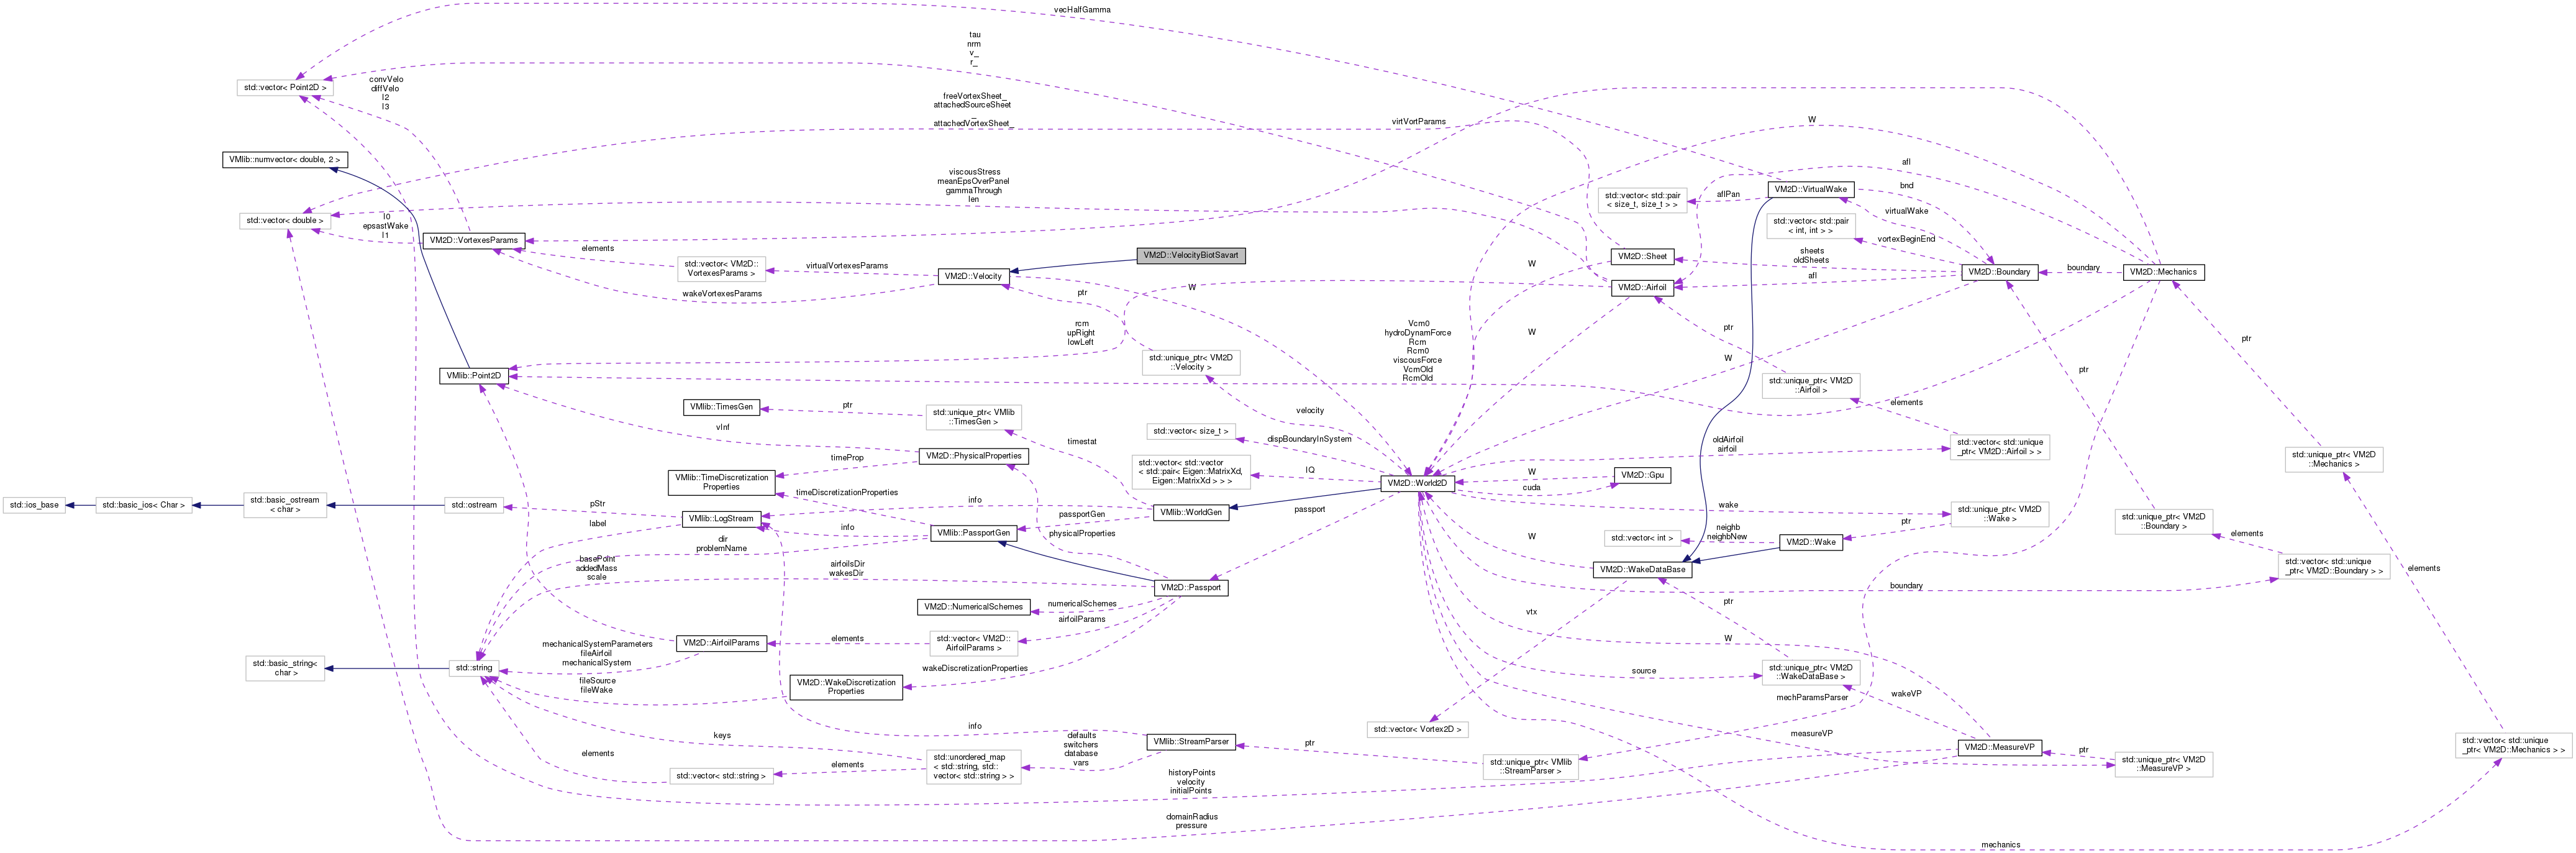 vecHalfGamma
tau
nrm
v_
r_
std::vector< Point2D >
convVelo
diffVelo
I2
I3
freeVortexSheet_
attachedSourceSheet
_
attachedVortexSheet_
virtVortParams
W
VMlib::numvector< double, 2 >
viscousStress
meanEpsOverPanel
gammaThrough
len
afl
std::vector< double >
I0
epsastWake
I1
VM2D::VortexesParams
elements
std::vector< VM2D::
VortexesParams >
virtualVortexesParams
wakeVortexesParams
VM2D::Velocity
VM2D::VelocityBiotSavart
ptr
W
W
std::vector< std::pair
< size_t, size_t > >
aflPan
VM2D::VirtualWake
bnd
virtualWake
std::vector< std::pair
< int, int > >
vortexBeginEnd
VM2D::Sheet
sheets
oldSheets
afl
VM2D::Airfoil
VM2D::Boundary
boundary
VM2D::Mechanics
rcm
upRight
lowLeft
Vcm0
hydroDynamForce
Rcm
Rcm0
viscousForce
VcmOld
RcmOld
W
ptr
W
ptr
ptr
std::unique_ptr< VM2D
::Velocity >
VMlib::Point2D
std::unique_ptr< VM2D
::Airfoil >
elements
VMlib::TimesGen
ptr
std::unique_ptr< VMlib
::TimesGen >
velocity
vInf
timestat
std::vector< size_t >
dispBoundaryInSystem
oldAirfoil
airfoil
std::vector< std::unique
_ptr< VM2D::Airfoil > >
VM2D::PhysicalProperties
timeProp
std::vector< std::vector
< std::pair< Eigen::MatrixXd,
Eigen::MatrixXd > > >
IQ
VM2D::World2D
W
cuda
VM2D::Gpu
std::unique_ptr< VM2D
::Mechanics >
VMlib::TimeDiscretization
Properties
timeDiscretizationProperties
std::ios_base
std::basic_ios< Char >
std::basic_ostream
< char >
std::ostream
pStr
label
VMlib::LogStream
info
info
passportGen
VMlib::WorldGen
passport
wake
std::unique_ptr< VM2D
::Wake >
ptr
std::unique_ptr< VM2D
::Boundary >
VMlib::PassportGen
physicalProperties
std::vector< int >
neighb
neighbNew
VM2D::Wake
W
VM2D::WakeDataBase
elements
std::vector< std::unique
_ptr< VM2D::Boundary > >
elements
dir
problemName
basePoint
addedMass
scale
airfoilsDir
wakesDir
VM2D::Passport
boundary
VM2D::NumericalSchemes
numericalSchemes
airfoilParams
vtx
ptr
W
VM2D::AirfoilParams
elements
std::vector< VM2D::
AirfoilParams >
std::basic_string<
char >
std::string
mechanicalSystemParameters
fileAirfoil
mechanicalSystem
wakeDiscretizationProperties
source
std::unique_ptr< VM2D
::WakeDataBase >
VM2D::WakeDiscretization
Properties
fileSource
fileWake
mechParamsParser
wakeVP
std::vector< Vortex2D >
info
keys
defaults
switchers
database
vars
VMlib::StreamParser
ptr
std::unique_ptr< VMlib
::StreamParser >
measureVP
VM2D::MeasureVP
ptr
std::unique_ptr< VM2D
::MeasureVP >
std::vector< std::unique
_ptr< VM2D::Mechanics > >
elements
std::vector< std::string >
elements
std::unordered_map
< std::string, std::
vector< std::string > >
historyPoints
velocity
initialPoints
domainRadius
pressure
mechanics